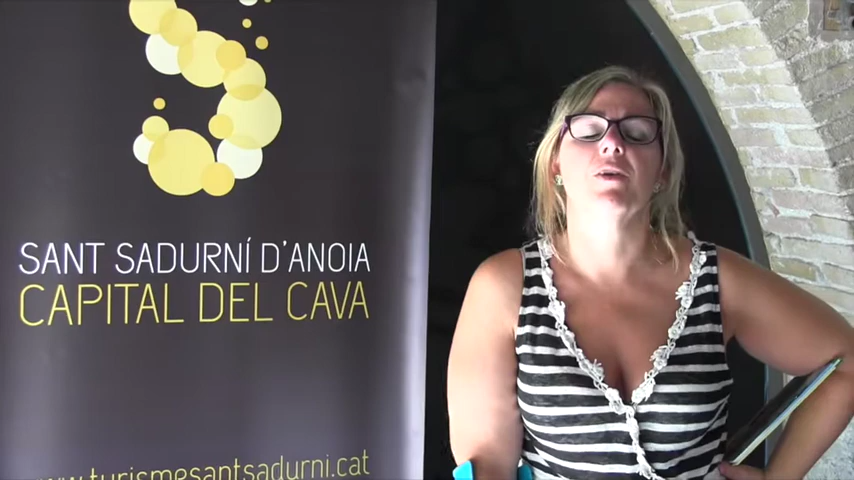 SANT SADURNÍ D'ANOIA
CAPITAL DEL CAVA
www.turismesantsadurni.cat